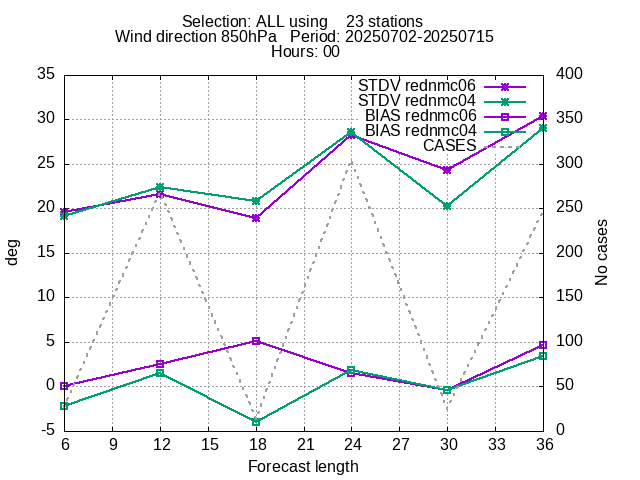 Selection: ALL using    23 stations
Wind direction 850hPa   Period: 20250702-20250715
Hours: 00
35
30
25
20
15
10
5
0
-5
400
350
300
250
200
150
100
50
0
STDV rednmc06
STDV rednmc04
BIAS rednmc06
BIAS rednmc04
CASES
deg
No cases
6 9 12 15 18 21 24 27 30 33 36
Forecast length